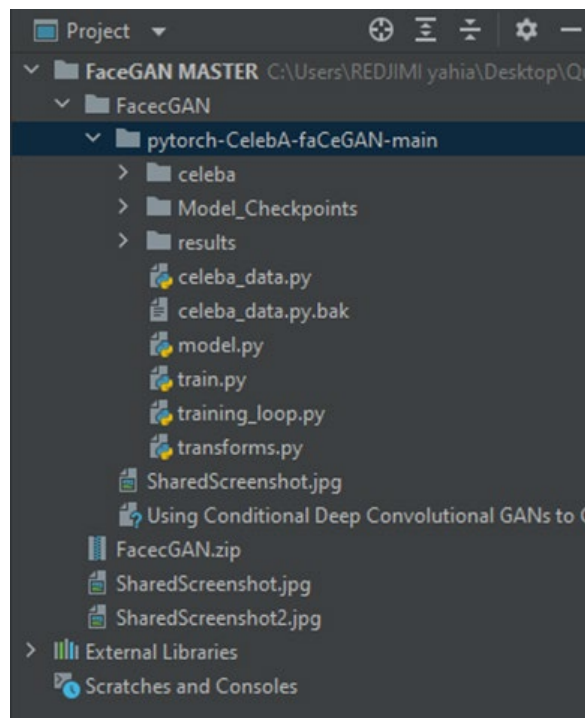 Project
FaceGAN MASTER C:\Users\REDJIMI yahia\Desktop\Qu
FacecGAN
pytorch-CelebA-faCeGAN-main
celeba
Model_Checkpoints
results
celeba_data.py
celeba_data.py.bak
model.py
train.py
training_loop.py
transforms.py
SharedScreenshot.jpg
Using Conditional Deep Convolutional GANs to
FacecGAN.zip
SharedScreenshot.jpg
SharedScreenshot2.jpg
External Libraries
Scratches and Consoles